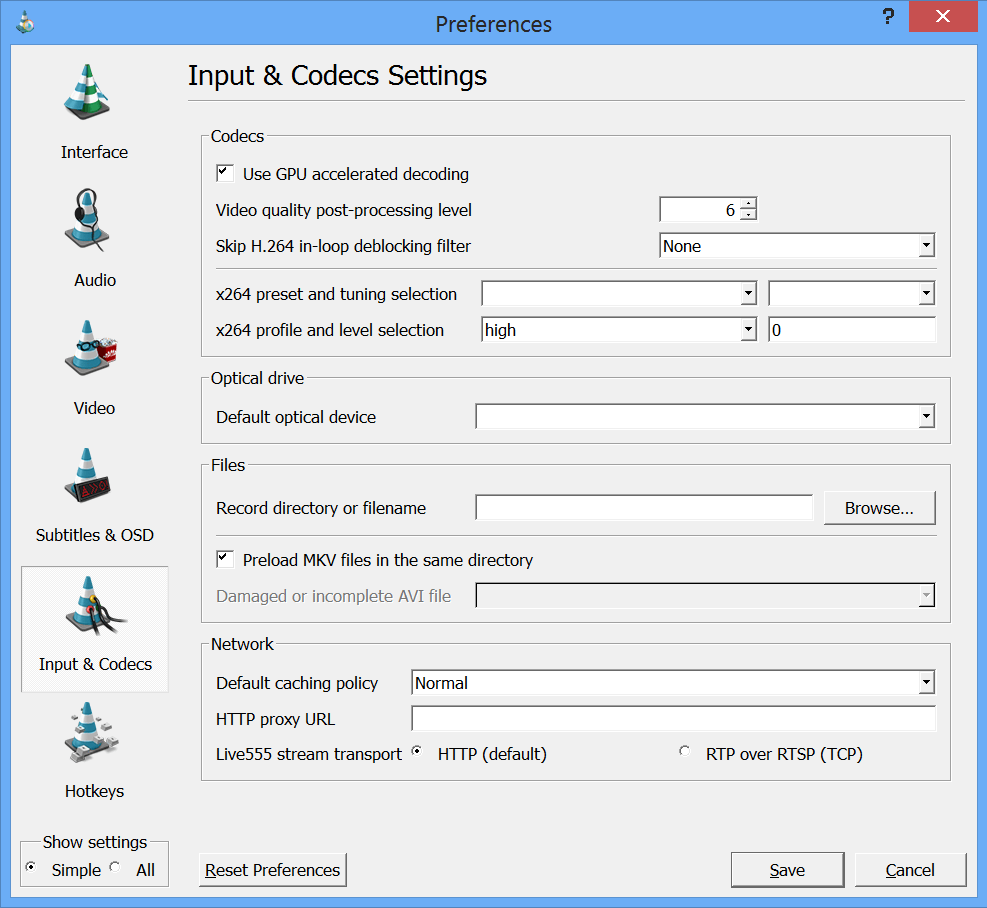 Preferences
?
Input & Codecs Settings
Interface
Audio
Video
Subtitles & OSD
Input & Codecs
Hotkeys
Show settings
Simple All
Codecs
Use GPU accelerated decoding
Video quality post-processing level 6
Skip H.264 in-loop deblocking filter None
x264 preset and tuning selection
x264 profile and level selection high 0
Optical drive
Default optical device
Files
Record directory or filename Browse...
Preload MKV files in the same directory
Damaged or incomplete AVI file
Network
Default caching policy Normal
HTTP proxy URL
Live555 stream transport HTTP (default) RTP over RTSP (TCP)
Reset Preferences Save Cancel